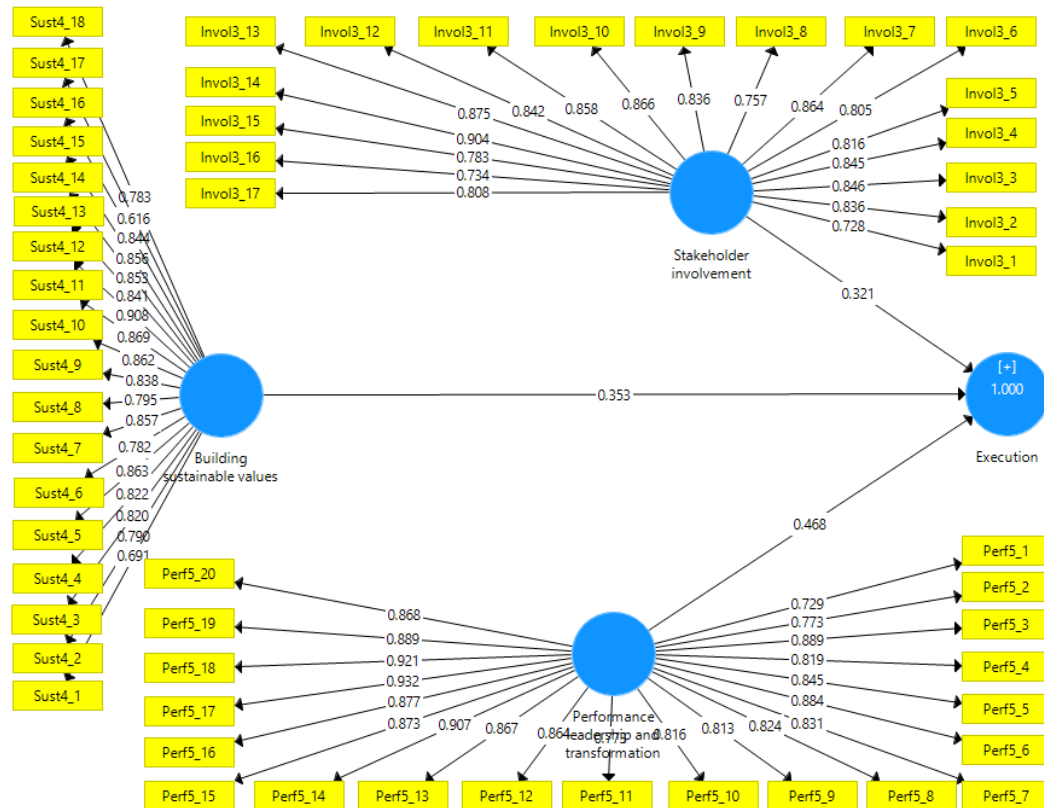 Sust4_18
Sust4_17
Sust4_16
Sust4_15
Sust4_14
Sust4_13
Sust4_12
Sust4_11
Sust4_10
Sust4_9
Sust4_8
Sust4_7
Sust4_6
Sust4_5
Sust4_4
Sust4_3
Sust4_2
Sust4_1
0.783
0.616
0.844
0.856
0.853
0.841
0.908
0.869
0.862
0.838
0.795
0.857
0.782
0.863
0.822
0.820
0.790
0.691
Building
sustainable values
Invol3_13
Invol3_12
Invol3_11
Invol3_10
Invol3_9
Invol3_8
Invol3_7
Invol3_6
Invol3_14
Invol3_15
Invol3_16
Invol3_17
Invol3_5
Invol3_4
Invol3_3
Invol3_2
Invol3_1
0.875
0.842
0.858
0.866
0.836
0.757
0.864
0.805
0.904
0.783
0.734
0.808
0.816
0.845
0.846
0.836
0.728
Stakeholder
involvement
0.321
0.353
0.468
[+]
1.000
Execution
Perf5_20
Perf5_19
Perf5_18
Perf5_17
Perf5_16
Perf5_15
Perf5_14
Perf5_13
Perf5_12
Perf5_11
Perf5_10
Perf5_9
Perf5_8
Perf5_7
Perf5_1
Perf5_2
Perf5_3
Perf5_4
Perf5_5
Perf5_6
0.868
0.889
0.921
0.932
0.877
0.873
0.907
0.867
0.864
0.773
0.816
0.813
0.824
0.831
0.729
0.773
0.889
0.819
0.845
0.884
Performance
leadership and
transformation